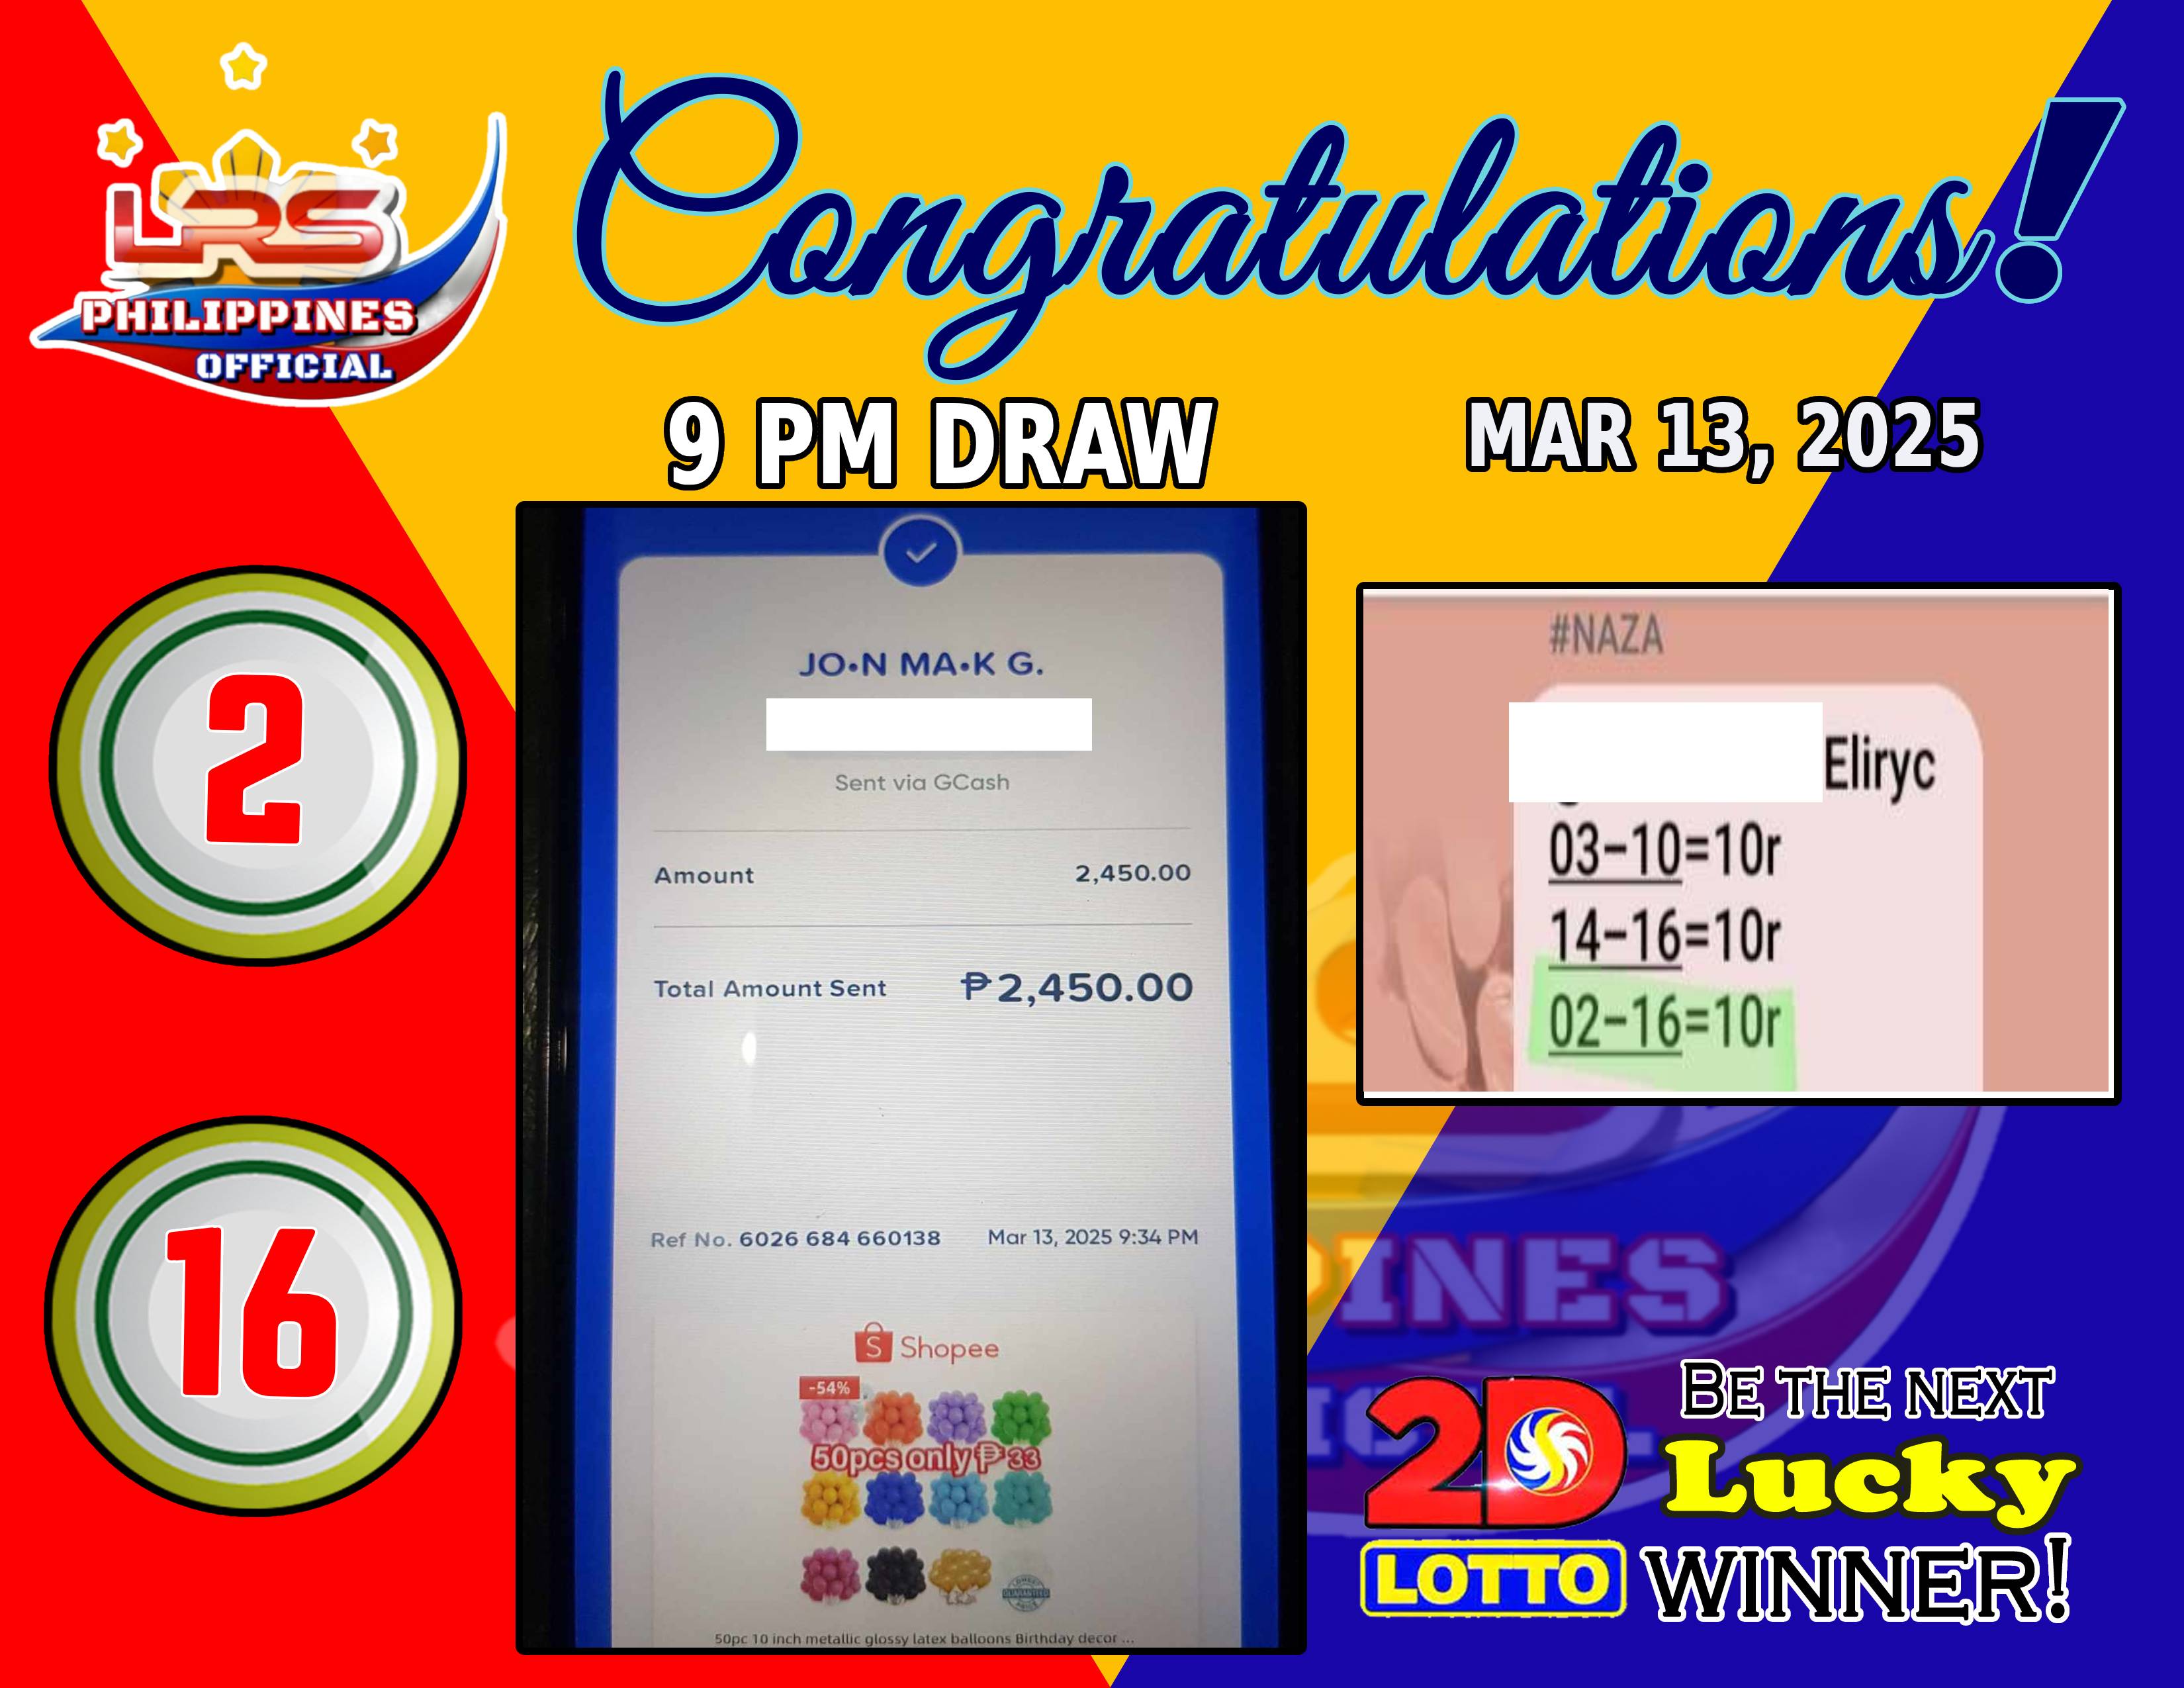 LRS
PHILIPPINES
OFFICIAL
Congratulations!
9 PM DRAW
MAR 13, 2025
2
16
JO•N MA•K G.
Sent via GCash
Amount 2,450.00
Total Amount Sent ₱2,450.00
Ref No. 6026 684 660138 Mar 13, 2025 9:34 PM
S Shopee
-54%
50pcs only ₱33
50pc 10 inch metallic glossy latex balloons Birthday decor ...
#NAZA
Eliryc
03-10=10r
14-16=10r
02-16=10r
PINES
2D
LOTTO
BE THE NEXT
Lucky
WINNER!